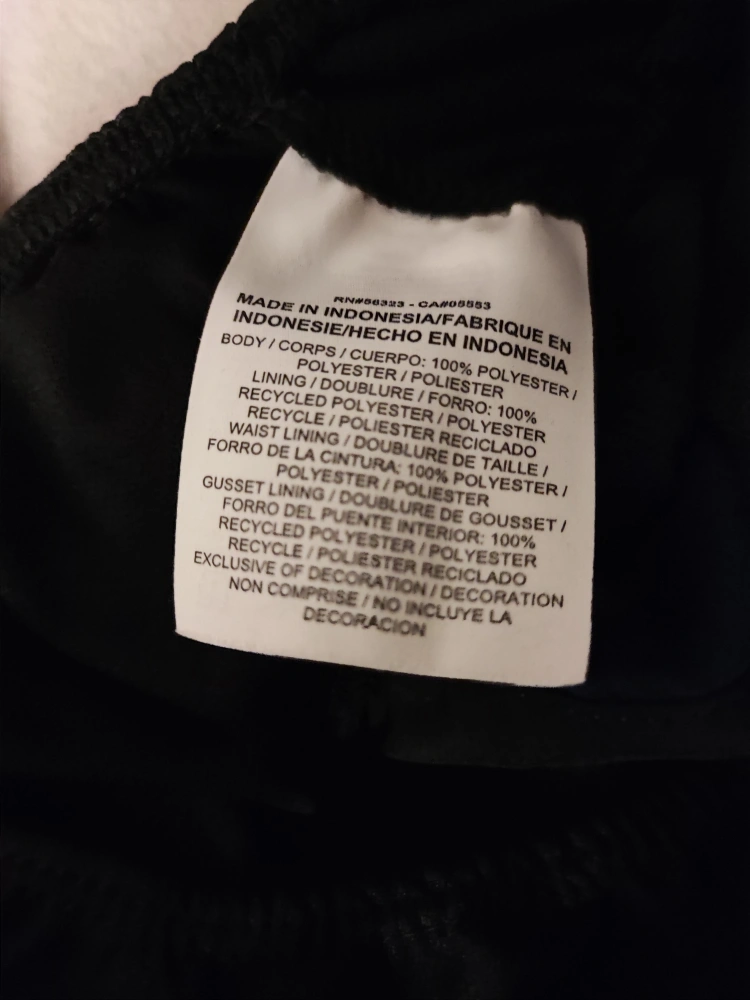 RN#56323 - CA#05553
MADE IN INDONESIA/FABRIQUE EN
INDONESIE/HECHO EN INDONESIA
BODY / CORPS / CUERPO: 100% POLYESTER /
POLYESTER / POLIESTER
LINING / DOUBLURE / FORRO: 100%
RECYCLED POLYESTER / POLYESTER
RECYCLE / POLIESTER RECICLADO
WAIST LINING / DOUBLURE DE TAILLE /
FORRO DE LA CINTURA: 100% POLYESTER /
POLYESTER / POLIESTER
GUSSET LINING / DOUBLURE DE GOUSSET /
FORRO DEL PUENTE INTERIOR: 100%
RECYCLED POLYESTER / POLYESTER
RECYCLE / POLIESTER RECICLADO
EXCLUSIVE OF DECORATION / DECORATION
NON COMPRISE / NO INCLUYE LA
DECORACION